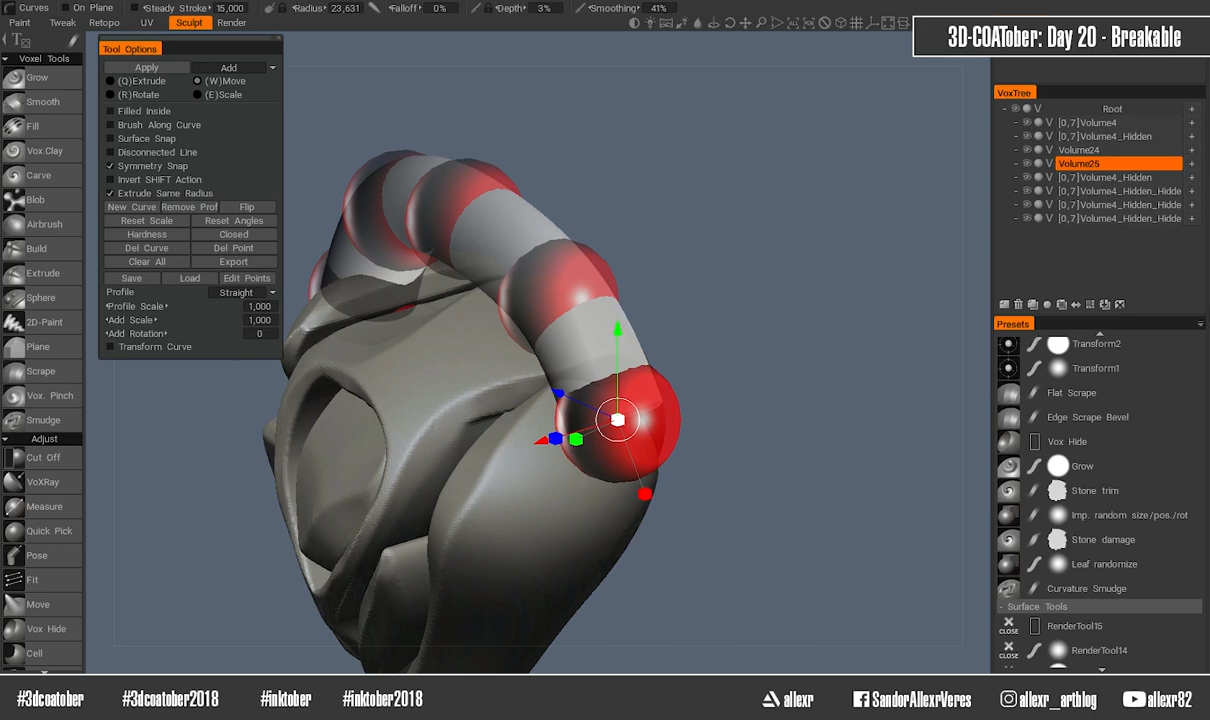 Curves On Plane Steady Stroke 15,000 Radius 23,631 Falloff 0% Depth 3% Smoothing 41%
Paint Tweak Retopo UV Sculpt Render
3D-COATober: Day 20 - Breakable
Voxel Tools
Grow
Smooth
Fill
Vox.Clay
Carve
Blob
Airbrush
Build
Extrude
Sphere
2D-Paint
Plane
Scrape
Vox. Pinch
Smudge
Adjust
Cut Off
VoXRay
Measure
Quick Pick
Pose
Fit
Move
Vox Hide
Cell
Tool Options
Apply Add
(Q)Extrude (W)Move
(R)Rotate (E)Scale
Filled Inside
Brush Along Curve
Surface Snap
Disconnected Line
Symmetry Snap
Invert SHIFT Action
Extrude Same Radius
New Curve Remove Prof Flip
Reset Scale Reset Angles
Hardness Closed
Del Curve Del Point
Clear All Export
Save Load Edit Points
Profile Straight
Profile Scale 1,000
Add Scale 1,000
Add Rotation 0
Transform Curve
VoxTree
V Root +
V [0,7]Volume4 +
V [0,7]Volume4_Hidden +
V Volume24 +
V Volume25 +
V [0,7]Volume4_Hidden +
V [0,7]Volume4_Hidden_Hidde +
V [0,7]Volume4_Hidden_Hidde +
V [0,7]Volume4_Hidden_Hidde +
Presets
Transform2
Transform1
Flat Scrape
Edge Scrape Bevel
Vox Hide
Grow
Stone trim
Imp. random size/pos./rot
Stone damage
Leaf randomize
Curvature Smudge
- Surface Tools
CLOSE RenderTool15
CLOSE RenderTool14
#3dcoatober #3dcoatober2018 #inktober #inktober2018 allexr SandorAllexrVeres allexr_artblog allexr82